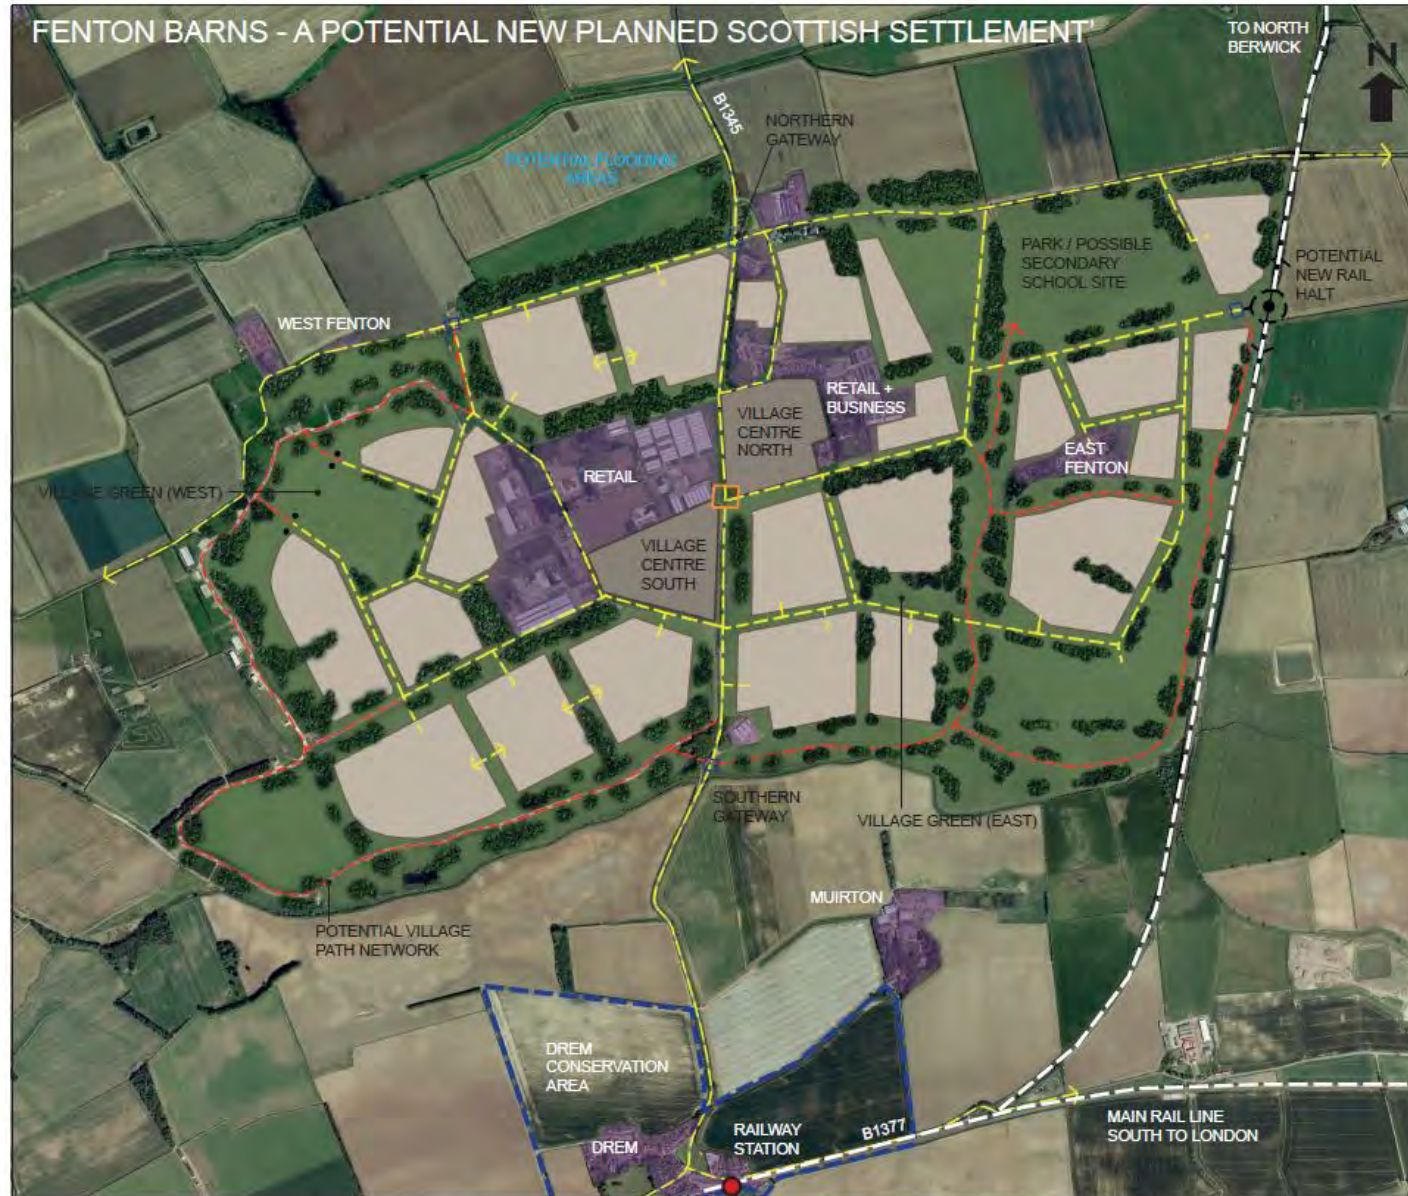 FENTON BARNS - A POTENTIAL NEW PLANNED SCOTTISH SETTLEMENT'
TO NORTH
BERWICK
N
B1345
NORTHERN
GATEWAY
POTENTIAL FLOODING
AREAS
PARK / POSSIBLE
SECONDARY
SCHOOL SITE
POTENTIAL
NEW RAIL
HALT
WEST FENTON
RETAIL +
BUSINESS
VILLAGE
CENTRE
NORTH
EAST
FENTON
RETAIL
VILLAGE GREEN (WEST)
VILLAGE
CENTRE
SOUTH
SOUTHERN
GATEWAY
VILLAGE GREEN (EAST)
MUIRTON
POTENTIAL VILLAGE
PATH NETWORK
DREM
CONSERVATION
AREA
DREM
RAILWAY
STATION
B1377
MAIN RAIL LINE
SOUTH TO LONDON